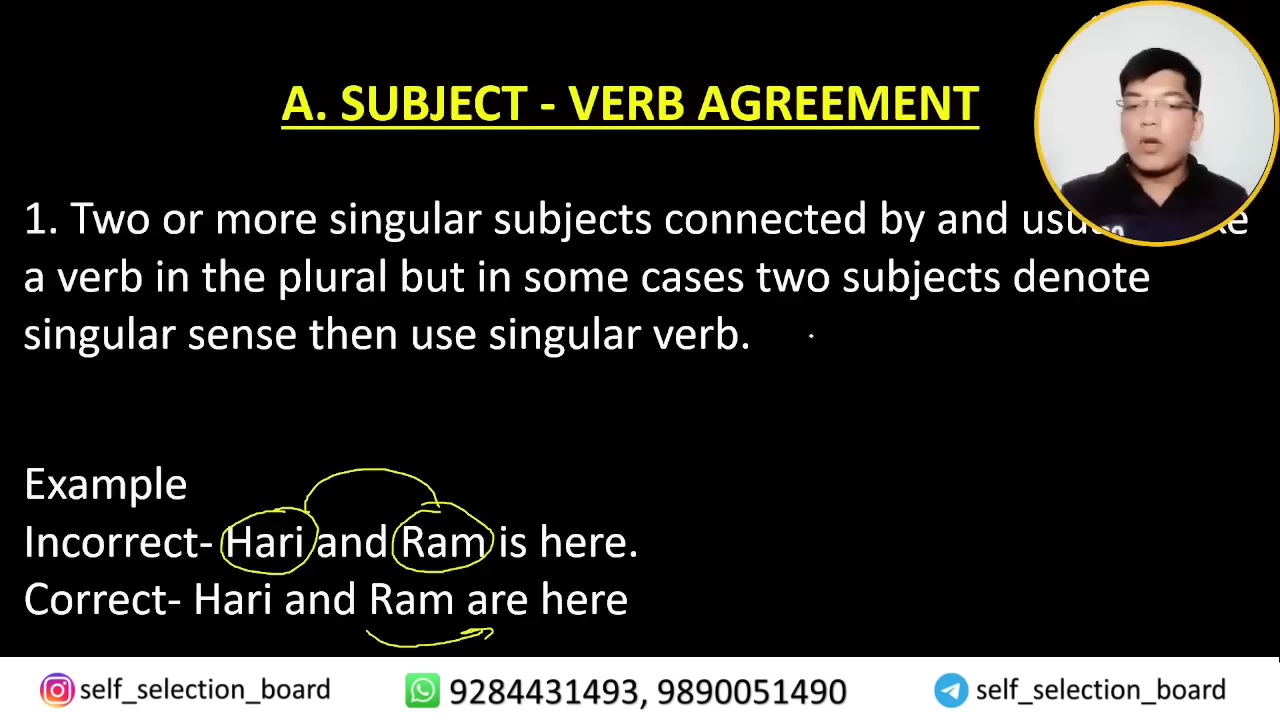 A. SUBJECT - VERB AGREEMENT
1. Two or more singular subjects connected by and
a verb in the plural but in some cases two subjects denote
singular sense then use singular verb.
Example
Incorrect- Hari and Ram is here.
Correct- Hari and Ram are here
self_selection_board 9284431493, 9890051490 self_selection_board